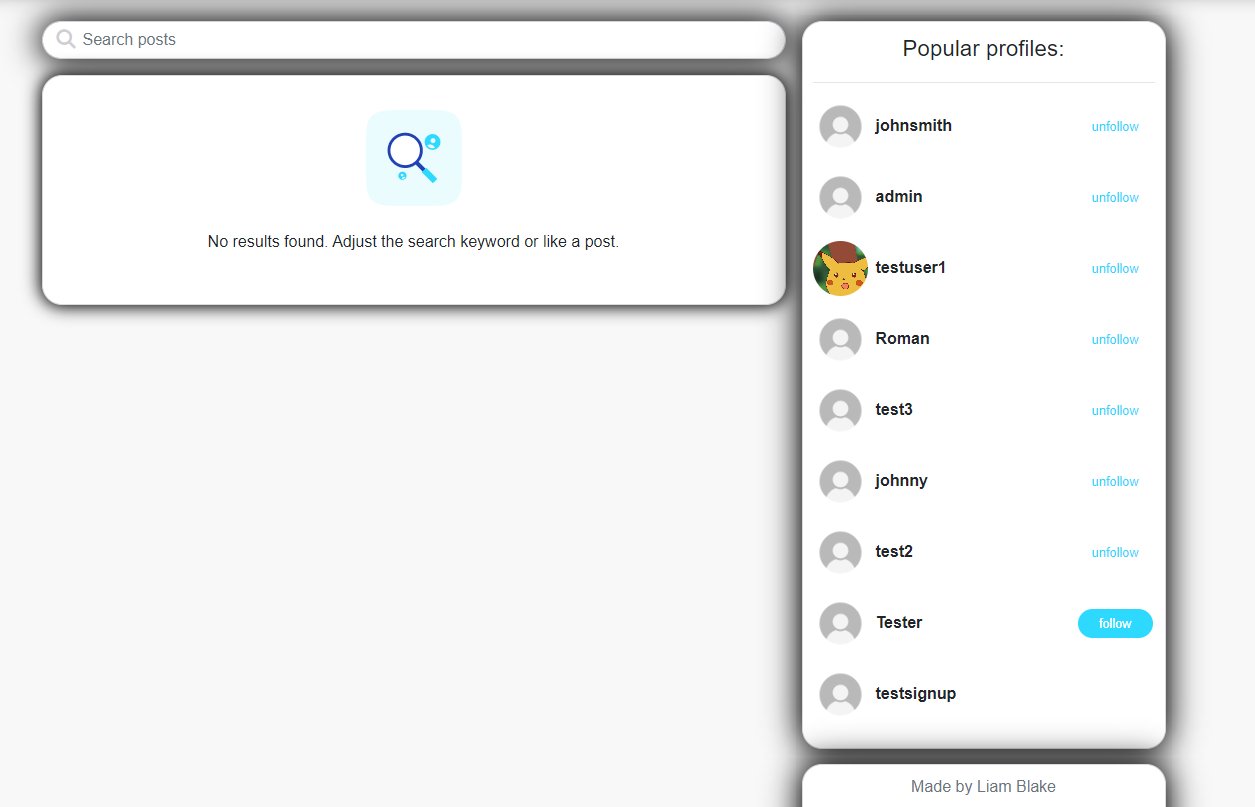 Search posts
No results found. Adjust the search keyword or like a post.
Popular profiles:
johnsmith unfollow
admin unfollow
testuser1 unfollow
Roman unfollow
test3 unfollow
johnny unfollow
test2 unfollow
Tester follow
testsignup
Made by Liam Blake